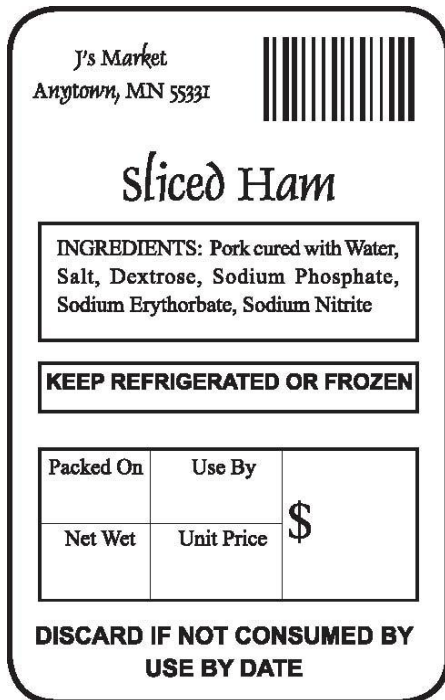 J's Market
Anytown, MN 55331
Sliced Ham
INGREDIENTS: Pork cured with Water,
Salt, Dextrose, Sodium Phosphate,
Sodium Erythorbate, Sodium Nitrite
KEEP REFRIGERATED OR FROZEN
Packed On Use By
Net Wet Unit Price $
DISCARD IF NOT CONSUMED BY
USE BY DATE